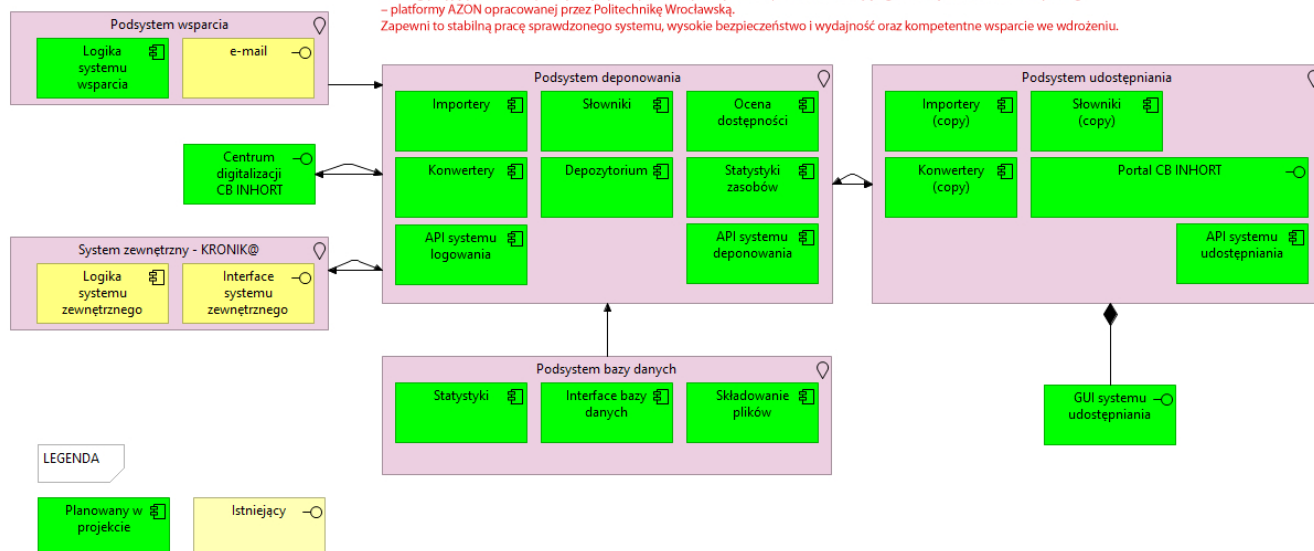 – platformy AZON opracowanej przez Politechnikę Wrocławską.
Zapewni to stabilną pracę sprawdzonego systemu, wysokie bezpieczeństwo i wydajność oraz kompetentne wsparcie we wdrożeniu.
Podsystem wsparcia
Logika
systemu
wsparcia
e-mail
Centrum
digitalizacji
CB INHORT
System zewnętrzny - KRONIK@
Logika
systemu
zewnętrznego
Interface
systemu
zewnętrznego
Podsystem deponowania
Importery
Słowniki
Ocena
dostępności
Konwertery
Depozytorium
Statystyki
zasobów
API systemu
logowania
API systemu
deponowania
Podsystem udostępniania
Importery
(copy)
Słowniki
(copy)
Konwertery
(copy)
Portal CB INHORT
API systemu
udostępniania
Podsystem bazy danych
Statystyki
Interface bazy
danych
Składowanie
plików
GUI systemu
udostępniania
LEGENDA
Planowany w
projekcie
Istniejący